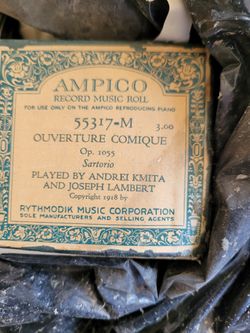 AMPICO
RECORD MUSIC ROLL
FOR USE ONLY ON THE AMPICO REPRODUCING PIANO
55317-M
3.00
OUVERTURE COMIQUE
Op. 1055
Sartorio
PLAYED BY ANDREI KMITA
AND JOSEPH LAMBERT
Copyright 1918 by
RYTHMODIK MUSIC CORPORATION
SOLE MANUFACTURERS AND SELLING AGENTS